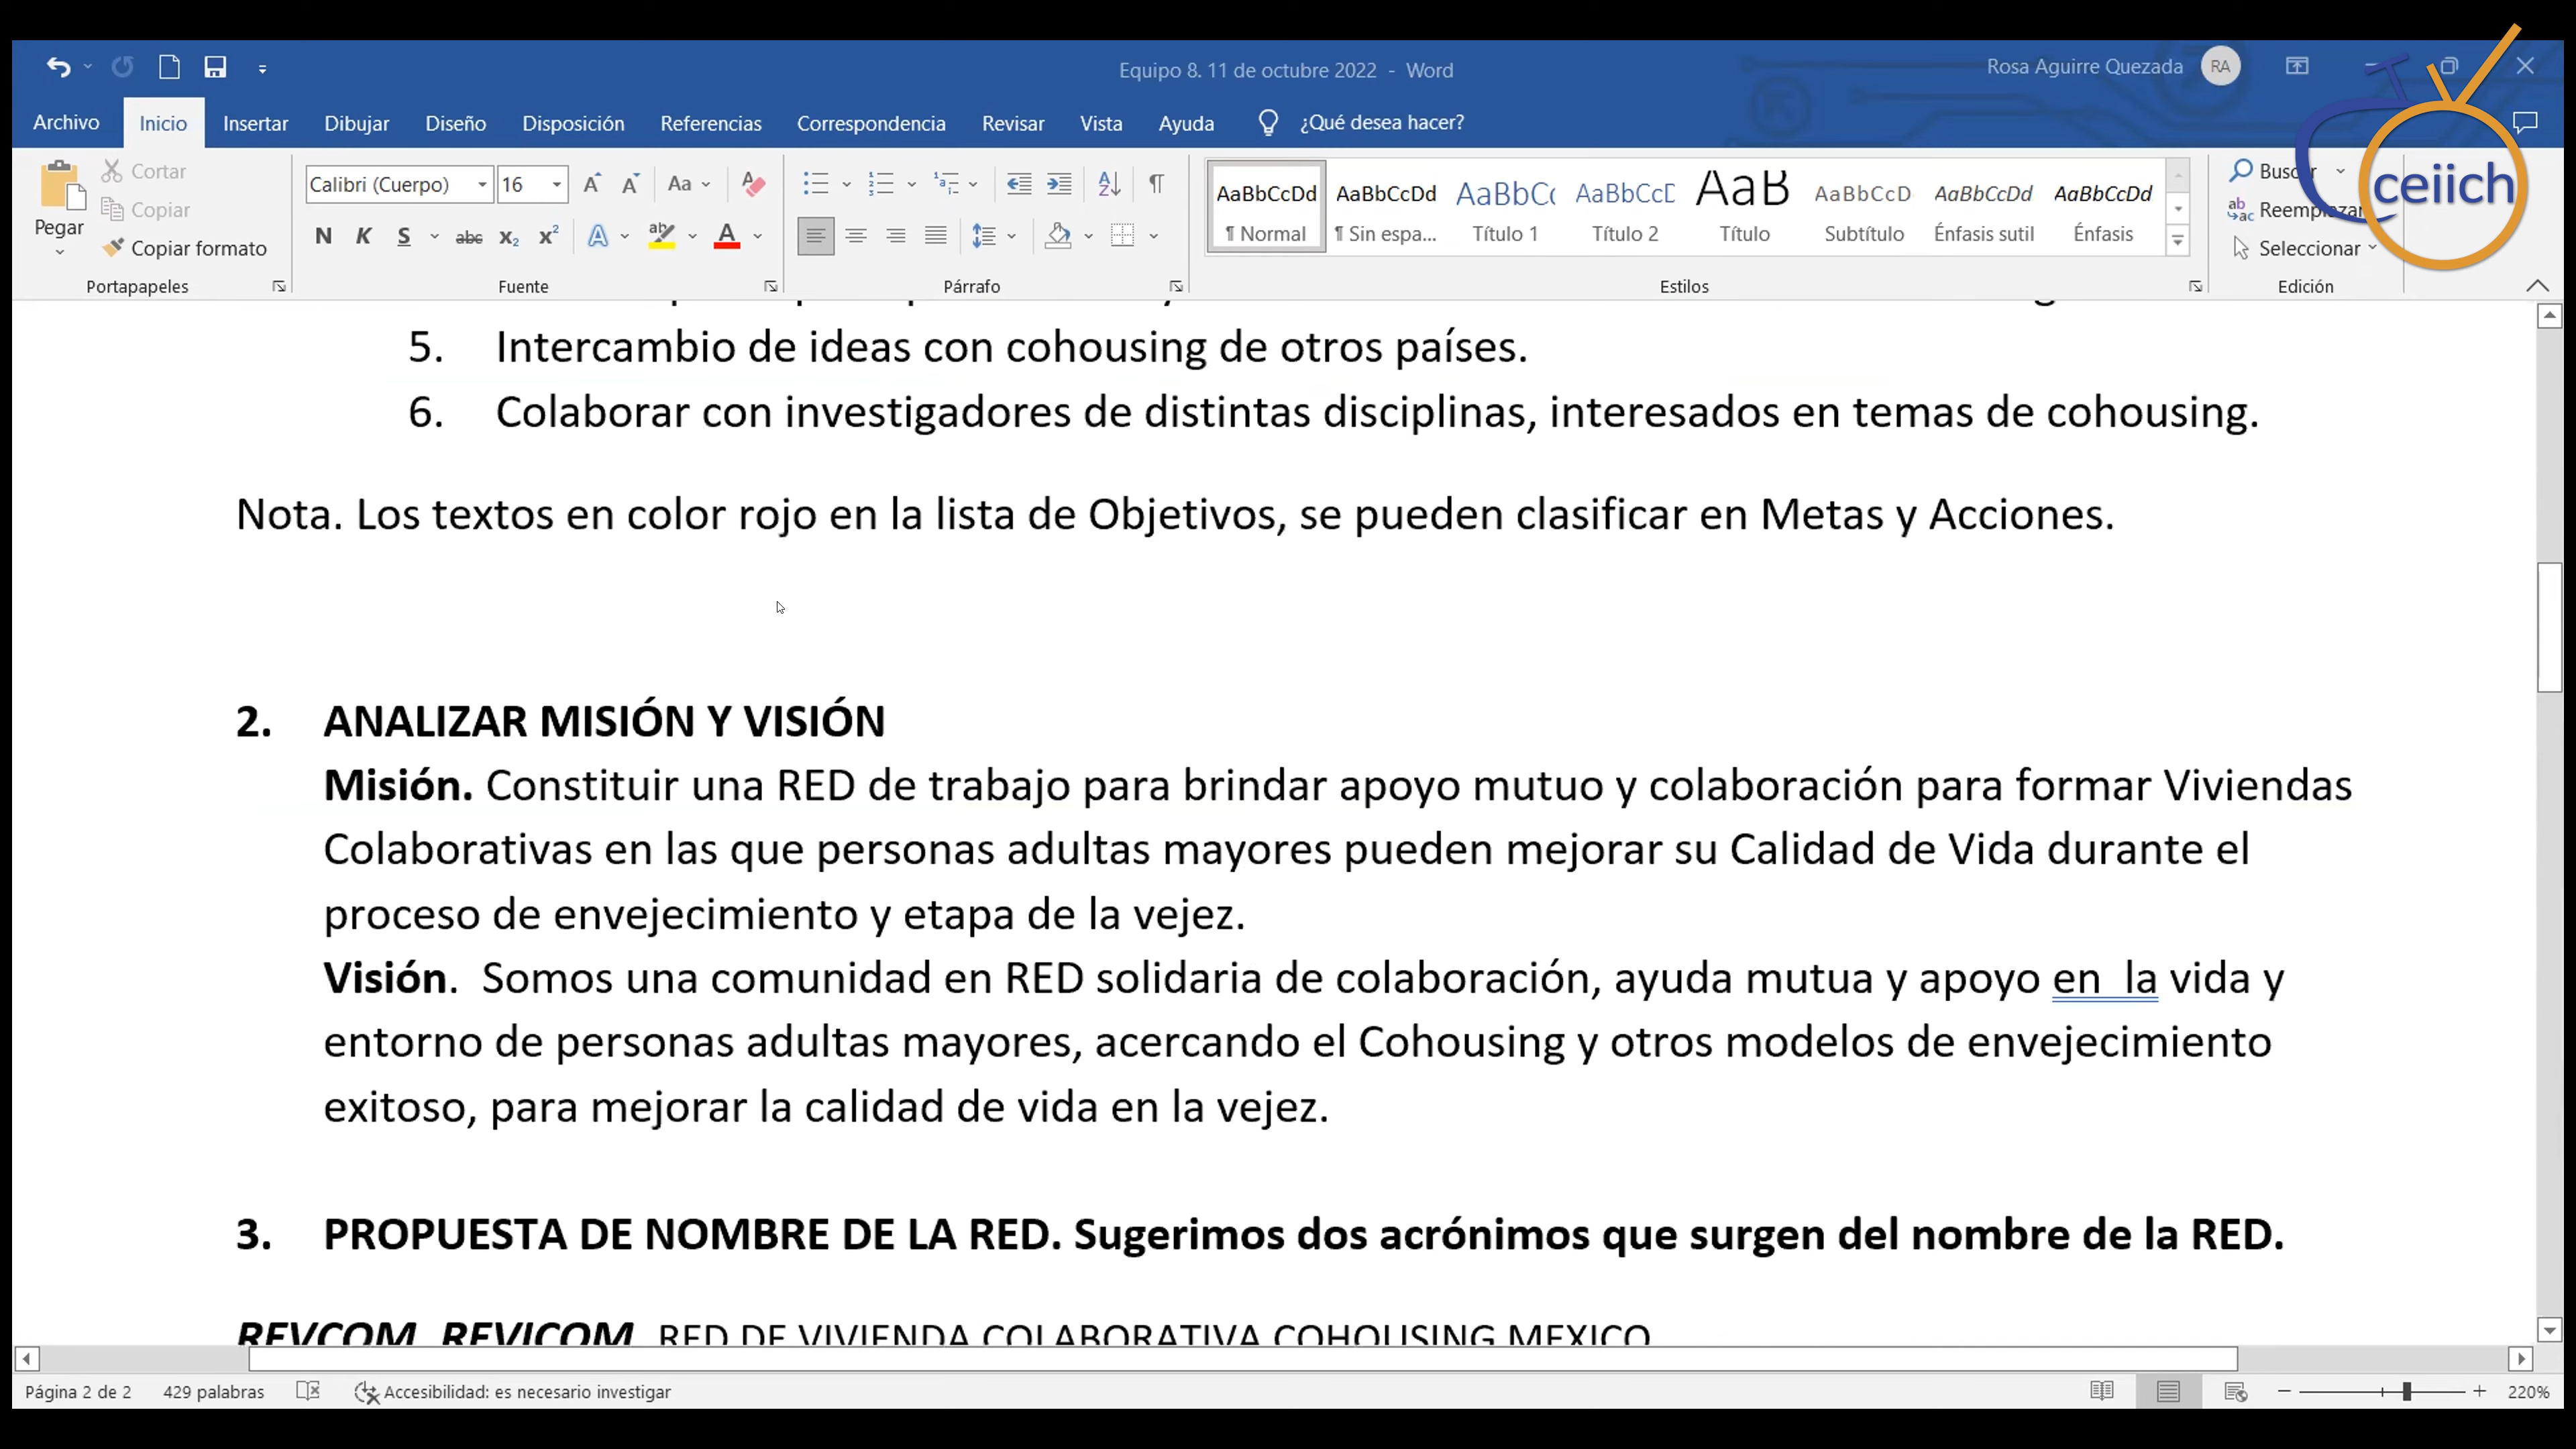 Equipo 8. 11 de octubre 2022 - Word
Rosa Aguirre Quezada
RA
Archivo Inicio Insertar Dibujar Diseño Disposición Referencias Correspondencia Revisar Vista Ayuda ¿Qué desea hacer?
ceiich
Pegar
Cortar
Copiar
Copiar formato
Portapapeles
Calibri (Cuerpo) 16
N K S abc x₂ x²
Fuente
Párrafo
AaBbCcDd AaBbCcDd AaBbCc AaBbCcD AaB AaBbCcD AaBbCcDd AaBbCcDd
¶ Normal ¶ Sin espa... Título 1 Título 2 Título Subtítulo Énfasis sutil Énfasis
Estilos
Buscar
Reemplazar
Seleccionar
Edición
5. Intercambio de ideas con cohousing de otros países.
6. Colaborar con investigadores de distintas disciplinas, interesados en temas de cohousing.
Nota. Los textos en color rojo en la lista de Objetivos, se pueden clasificar en Metas y Acciones.
2. ANALIZAR MISIÓN Y VISIÓN
Misión. Constituir una RED de trabajo para brindar apoyo mutuo y colaboración para formar Viviendas
Colaborativas en las que personas adultas mayores pueden mejorar su Calidad de Vida durante el
proceso de envejecimiento y etapa de la vejez.
Visión.  Somos una comunidad en RED solidaria de colaboración, ayuda mutua y apoyo en  la vida y
entorno de personas adultas mayores, acercando el Cohousing y otros modelos de envejecimiento
exitoso, para mejorar la calidad de vida en la vejez.
3. PROPUESTA DE NOMBRE DE LA RED. Sugerimos dos acrónimos que surgen del nombre de la RED.
REVCOM REVICOM RED DE VIVIENDA COLABORATIVA COHOUSING MEXICO
Página 2 de 2 429 palabras Accesibilidad: es necesario investigar 220%